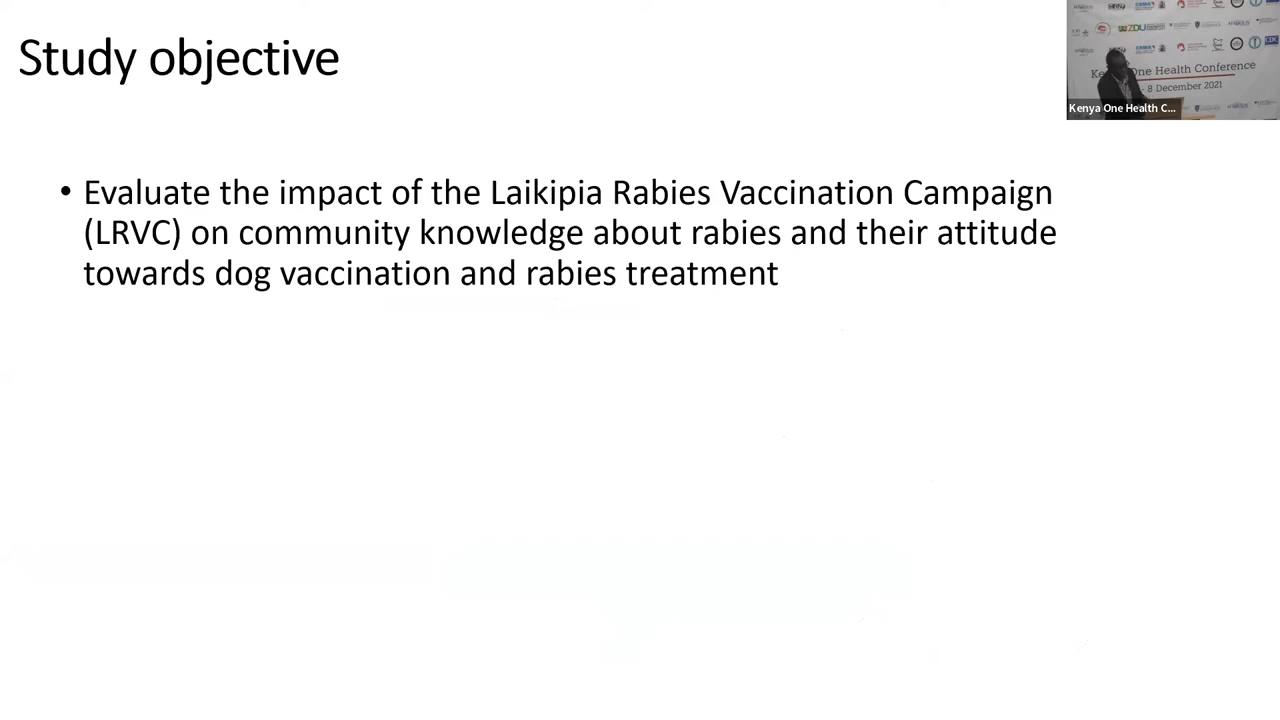 Study objective
• Evaluate the impact of the Laikipia Rabies Vaccination Campaign
(LRVC) on community knowledge about rabies and their attitude
towards dog vaccination and rabies treatment
One Health Conference
8 December 2021
Kenya One Health C...
ZDU